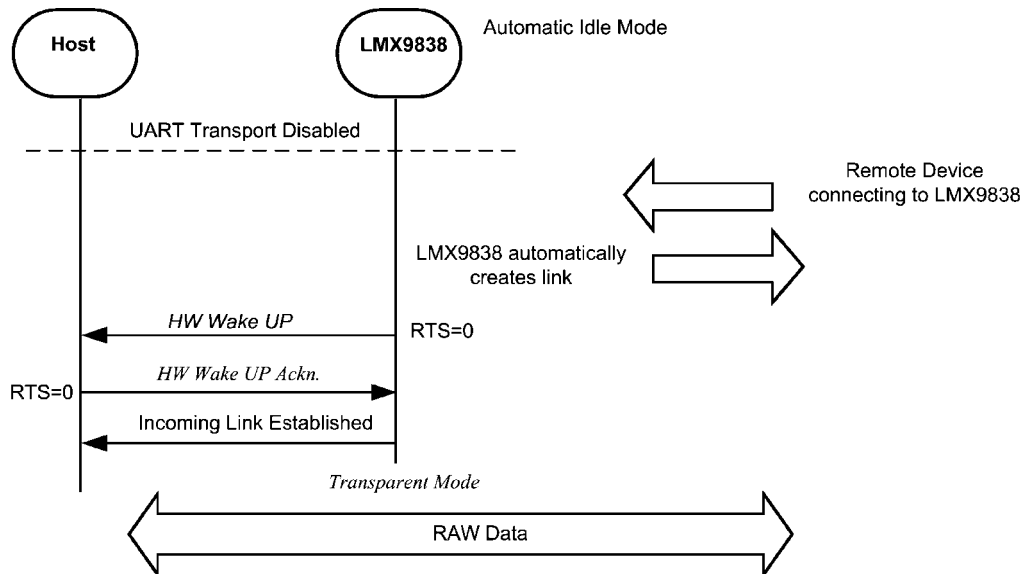 Host
LMX9838
Automatic Idle Mode
UART Transport Disabled
Remote Device
connecting to LMX9838
LMX9838 automatically
creates link
HW Wake UP
RTS=0
RTS=0
HW Wake UP Ackn.
Incoming Link Established
Transparent Mode
RAW Data